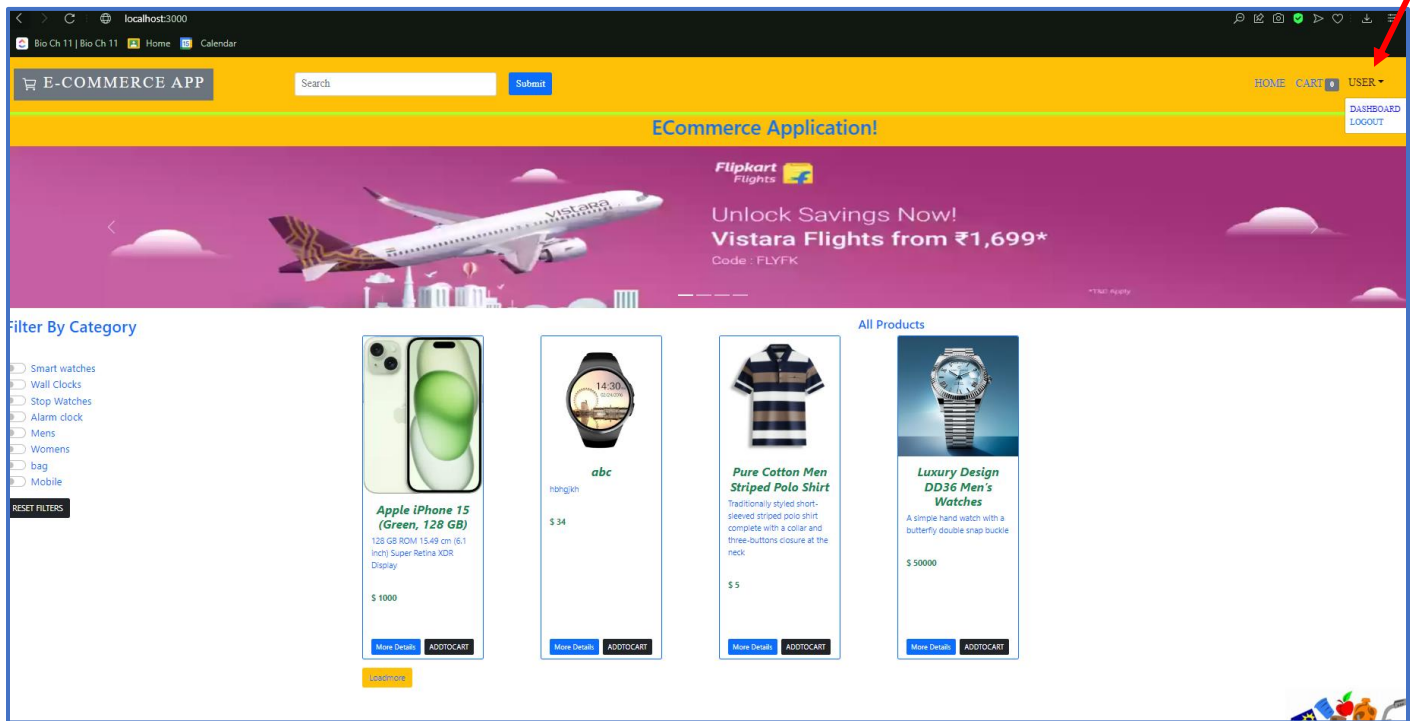 localhost:3000
Bio Ch 11 | Bio Ch 11 Home Calendar
E-COMMERCE APP Search Submit HOME CART 0 USER
DASHBOARD
LOGOUT
ECommerce Application!
Flipkart
Flights
Unlock Savings Now!
Vistara Flights from ₹1,699*
Code : FLYFK
*T&C Apply
VISTARA
Filter By Category
Smart watches
Wall Clocks
Stop Watches
Alarm clock
Mens
Womens
bag
Mobile
RESET FILTERS
All Products
Apple iPhone 15
(Green, 128 GB)
128 GB ROM 15.49 cm (6.1
inch) Super Retina XDR
Display
$ 1000
More Details ADDTOCART
14:30
abc
hbhgjkh
$ 34
More Details ADDTOCART
Pure Cotton Men
Striped Polo Shirt
Traditionally styled short-
sleeved striped polo shirt
complete with a collar and
three-buttons closure at the
neck
$ 5
More Details ADDTOCART
Luxury Design
DD36 Men's
Watches
A simple hand watch with a
butterfly double snap buckle
$ 50000
More Details ADDTOCART
Loadmore